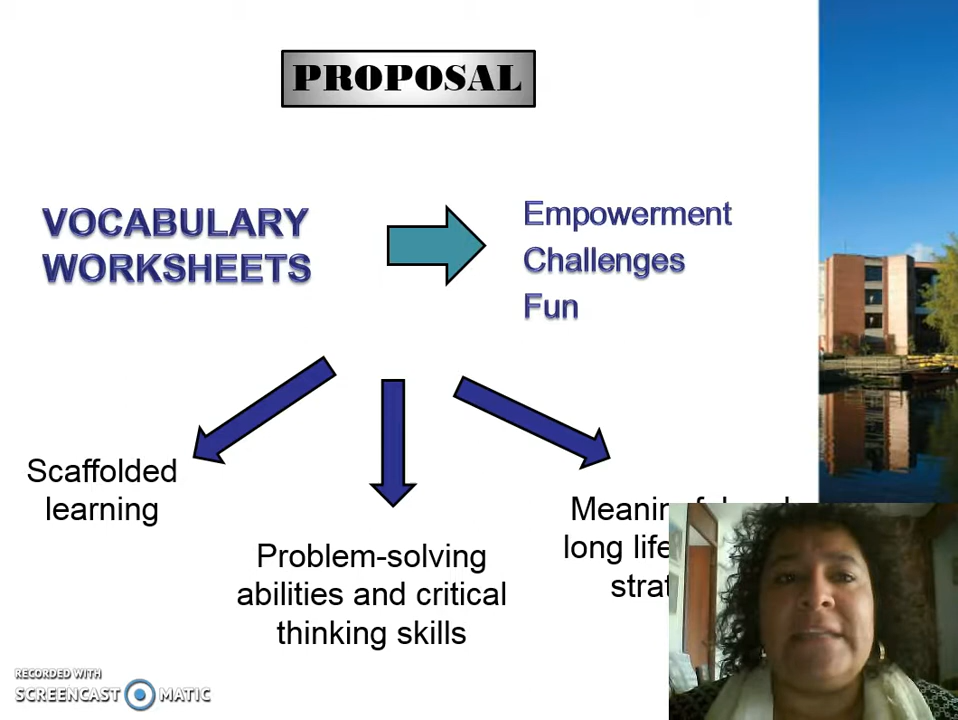 PROPOSAL
VOCABULARY
WORKSHEETS
Empowerment
Challenges
Fun
Scaffolded
learning
Problem-solving
abilities and critical
thinking skills
long life
RECORDED WITH
SCREENCAST MATIC